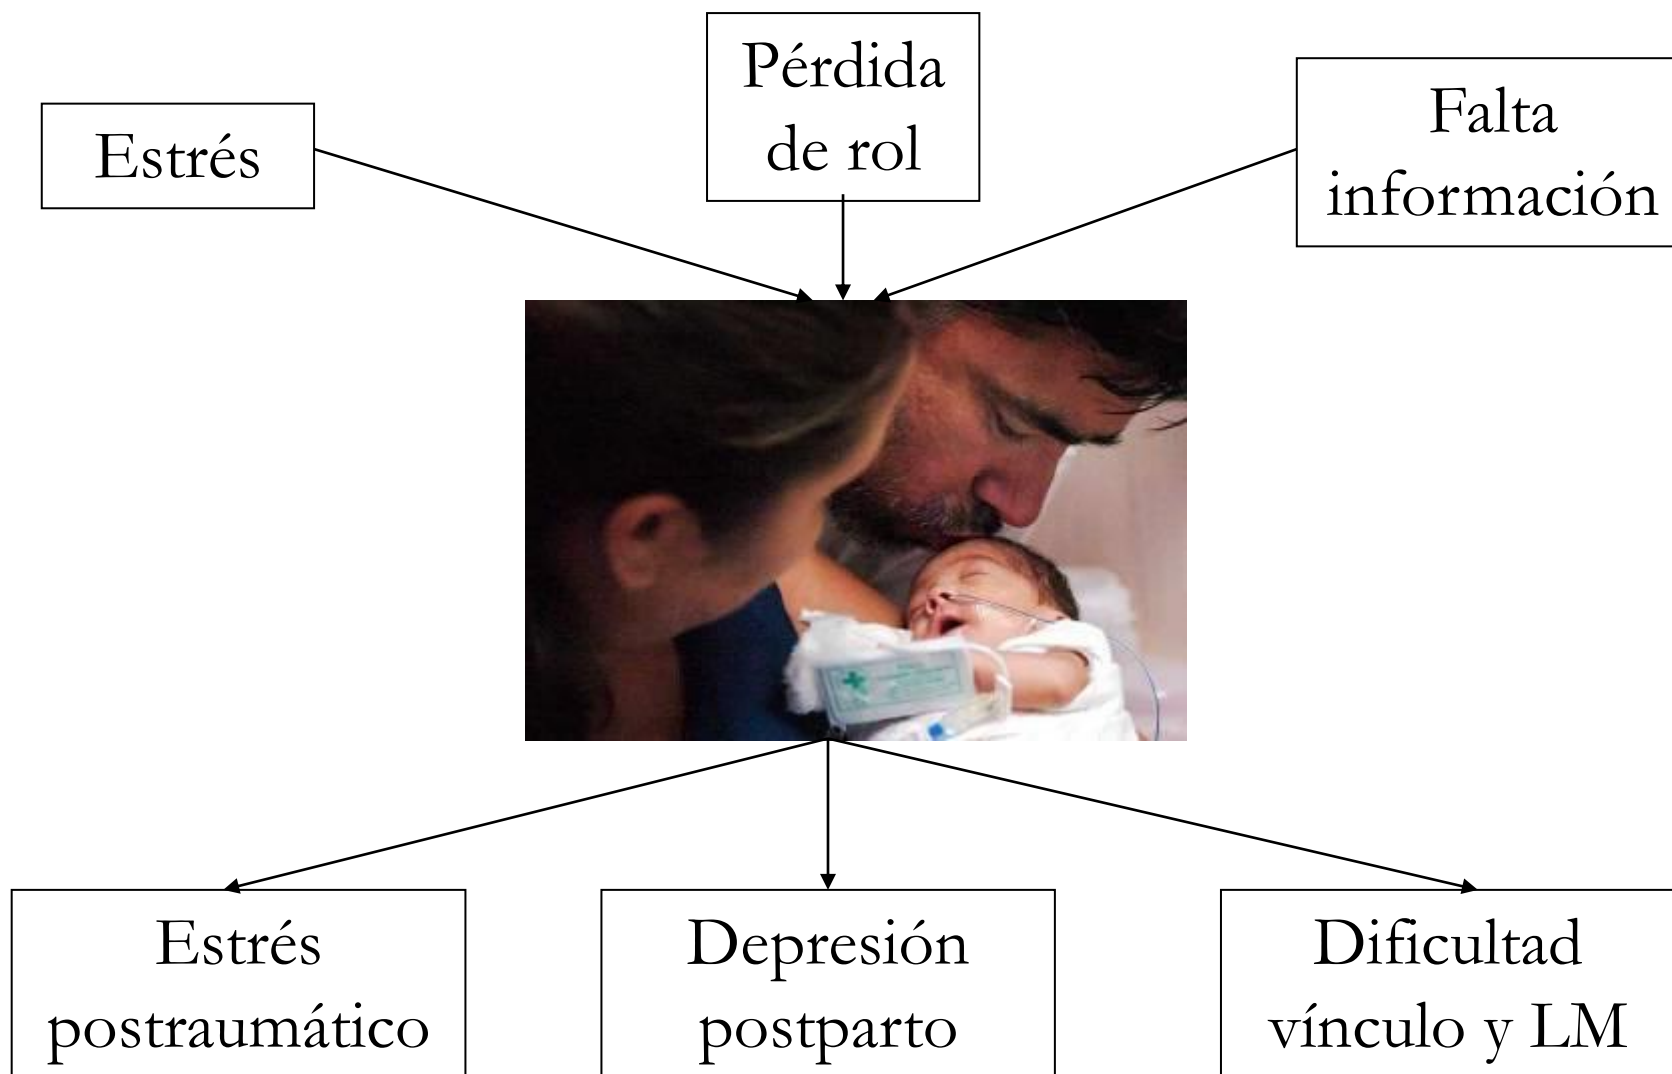 Pérdida
de rol
Estrés
Falta
información
Estrés
postraumático
Depresión
postparto
Dificultad
vínculo y LM